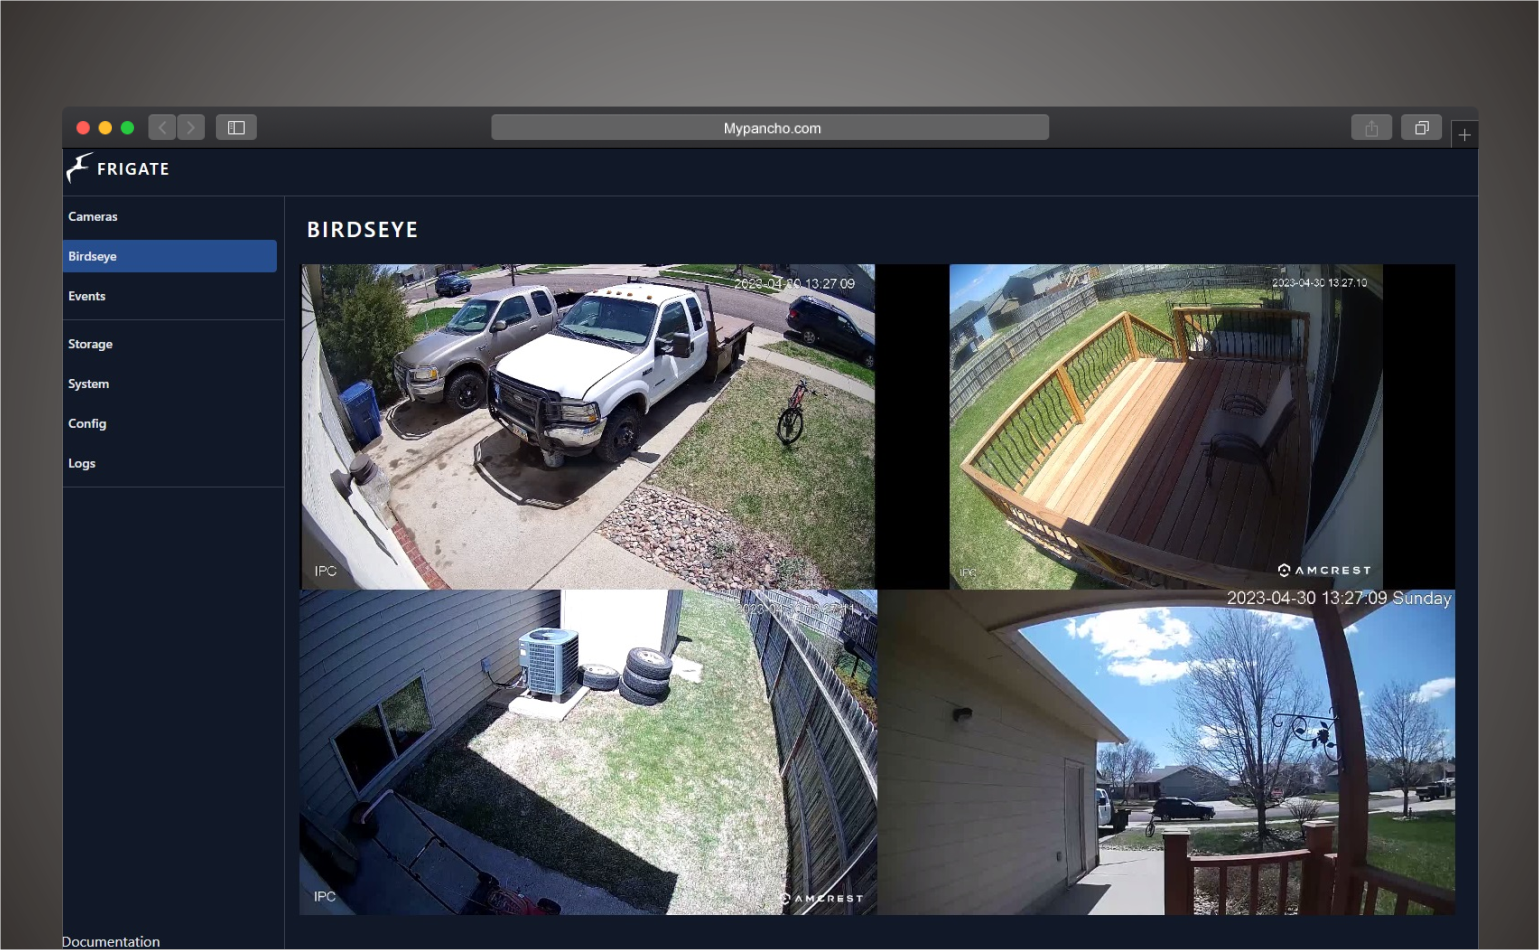 Mypancho.com
FRIGATE
Cameras
Birdseye
Events
Storage
System
Config
Logs
Documentation
BIRDSEYE
2023-04-30 13:27:09
IPC
2023-04-30 13:27:10
IPC
AMCREST
IPC
AMCREST
2023-04-30 13:27:09 Sunday